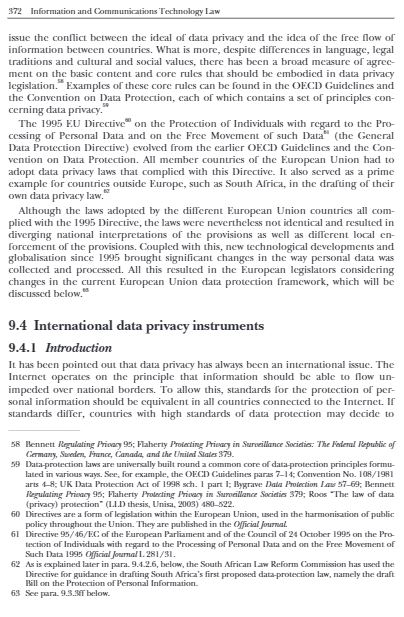 372 Information and Communications Technology Law
issue the conflict between the ideal of data privacy and the idea of the free flow of
information between countries. What is more, despite differences in language, legal
traditions and cultural and social values, there has been a broad measure of agree-
ment on the basic content and core rules that should be embodied in data privacy
legislation.58 Examples of these core rules can be found in the OECD Guidelines and
the Convention on Data Protection, each of which contains a set of principles con-
cerning data privacy.59
The 1995 EU Directive60 on the Protection of Individuals with regard to the Pro-
cessing of Personal Data and on the Free Movement of such Data61 (the General
Data Protection Directive) evolved from the earlier OECD Guidelines and the Con-
vention on Data Protection. All member countries of the European Union had to
adopt data privacy laws that complied with this Directive. It also served as a prime
example for countries outside Europe, such as South Africa, in the drafting of their
own data privacy law.62
Although the laws adopted by the different European Union countries all com-
plied with the 1995 Directive, the laws were nevertheless not identical and resulted in
diverging national interpretations of the provisions as well as different local en-
forcement of the provisions. Coupled with this, new technological developments and
globalisation since 1995 brought significant changes in the way personal data was
collected and processed. All this resulted in the European legislators considering
changes in the current European Union data protection framework, which will be
discussed below.63
9.4 International data privacy instruments
9.4.1 Introduction
It has been pointed out that data privacy has always been an international issue. The
Internet operates on the principle that information should be able to flow un-
impeded over national borders. To allow this, standards for the protection of per-
sonal information should be equivalent in all countries connected to the Internet. If
standards differ, countries with high standards of data protection may decide to
58 Bennett Regulating Privacy 95; Flaherty Protecting Privacy in Surveillance Societies: The Federal Republic of
Germany, Sweden, France, Canada, and the United States 379.
59 Data-protection laws are universally built round a common core of data-protection principles formu-
lated in various ways. See, for example, the OECD Guidelines paras 7–14; Convention No. 108/1981
arts 4–8; UK Data Protection Act of 1998 sch. 1 part I; Bygrave Data Protection Law 57–69; Bennett
Regulating Privacy 95; Flaherty Protecting Privacy in Surveillance Societies 379; Roos “The law of data
(privacy) protection” (LLD thesis, Unisa, 2003) 480–522.
60 Directives are a form of legislation within the European Union, used in the harmonisation of public
policy throughout the Union. They are published in the Official Journal.
61 Directive 95/46/EC of the European Parliament and of the Council of 24 October 1995 on the Pro-
tection of Individuals with regard to the Processing of Personal Data and on the Free Movement of
Such Data 1995 Official Journal L 281/31.
62 As is explained later in para. 9.4.2.6, below, the South African Law Reform Commission has used the
Directive for guidance in drafting South Africa’s first proposed data-protection law, namely the draft
Bill on the Protection of Personal Information.
63 See para. 9.3.3ff below.